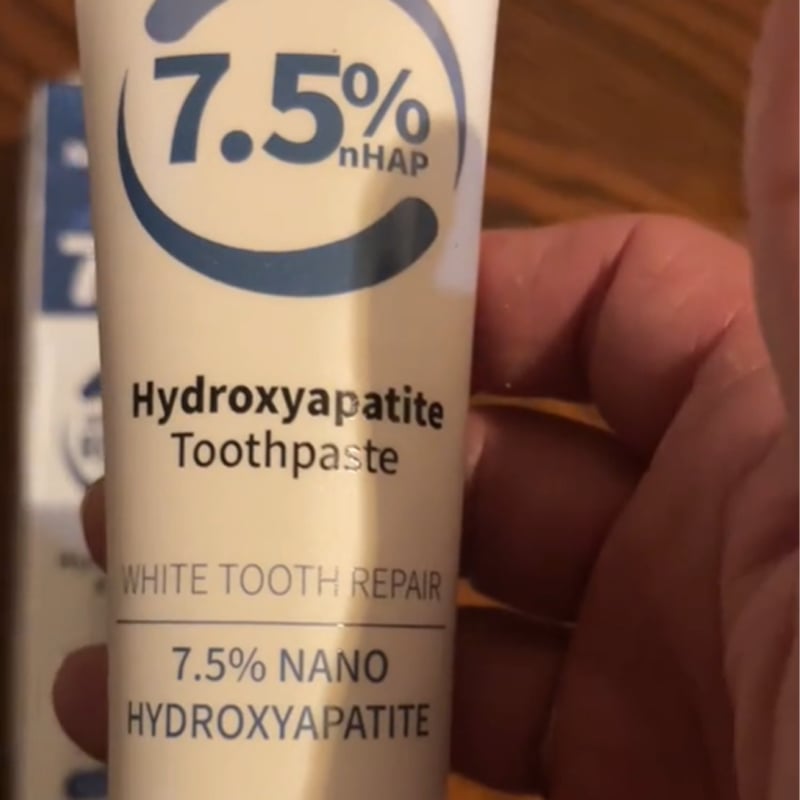 7.5%
nHAP
Hydroxyapatite
Toothpaste
WHITE TOOTH REPAIR
7.5% NANO
HYDROXYAPATITE